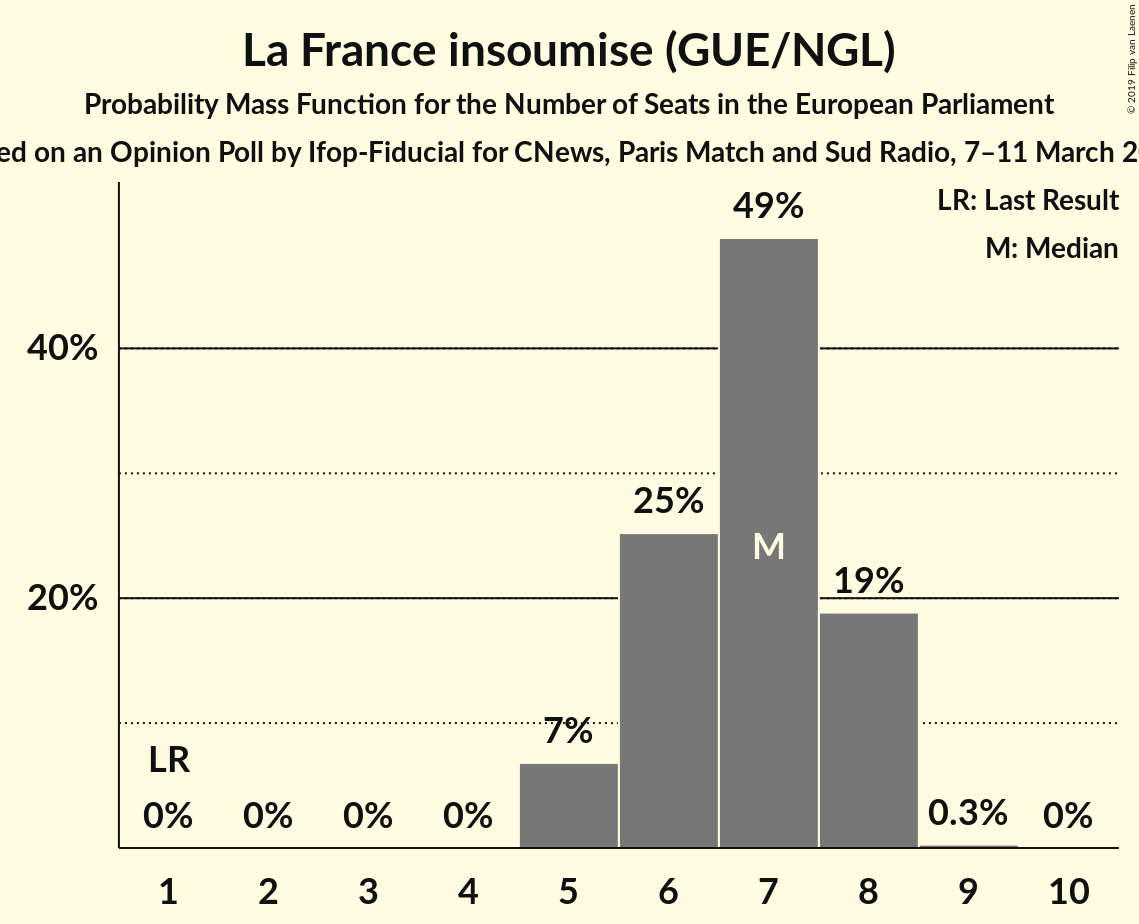 La France insoumise (GUE/NGL)
Probability Mass Function for the Number of Seats in the European Parliament
on an Opinion Poll by Ifop-Fiducial for CNews, Paris Match and Sud Radio, 7–11 March
© 2019 Filip van Laenen
LR: Last Result
M: Median
49%
40%
25%
M
20%
19%
7%
LR
0% 0% 0% 0% 0.3% 0%
1 2 3 4 5 6 7 8 9 10